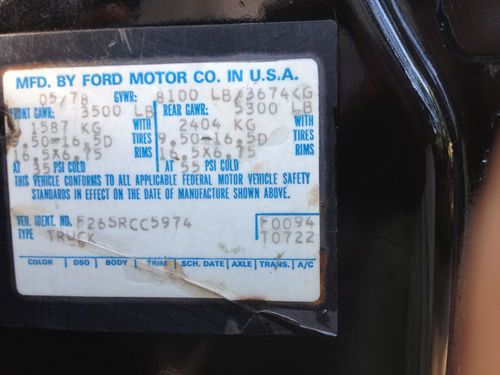 MFD. BY FORD MOTOR CO. IN U.S.A.
05/78 GVWR: 8100 LB/3674KG
FRONT GAWR: 3500 LB REAR GAWR: 5300 LB
1587 KG WITH 2404 KG WITH
.50-16.5D TIRES 9.50-16.5D TIRES
16.5X6.75 RIMS 16.5X6.75 RIMS
AT 55 PSI COLD AT 55 PSI COLD
THIS VEHICLE CONFORMS TO ALL APPLICABLE FEDERAL MOTOR VEHICLE SAFETY
STANDARDS IN EFFECT ON THE DATE OF MANUFACTURE SHOWN ABOVE.
VEH. IDENT. NO. F26SRCC5974 F0094
TYPE TRUCK T0722
COLOR DSO BODY TRIM SCH. DATE AXLE TRANS. A/C